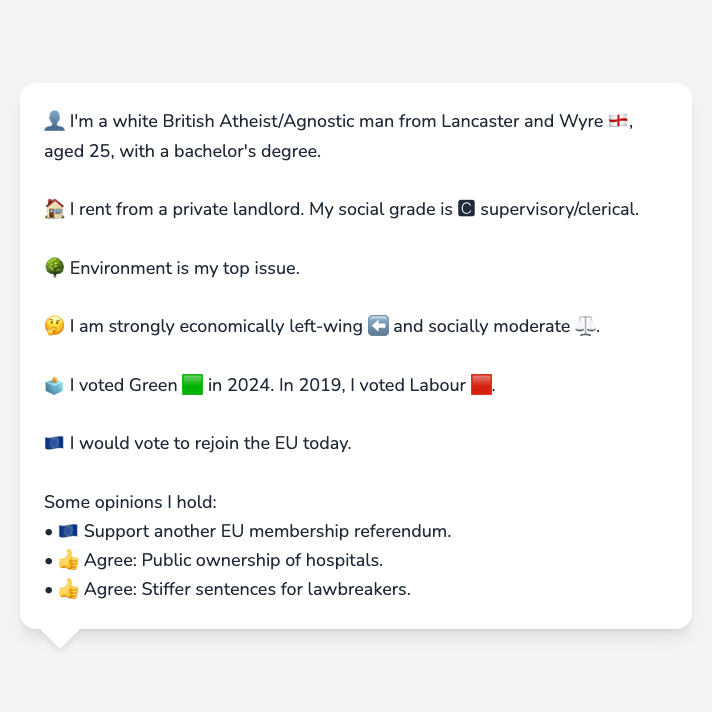 👤 I'm a white British Atheist/Agnostic man from Lancaster and Wyre 🏴󠁧󠁢󠁥󠁮󠁧󠁿,
aged 25, with a bachelor's degree.
🏠 I rent from a private landlord. My social grade is 🅲 supervisory/clerical.
🌳 Environment is my top issue.
🤔 I am strongly economically left-wing ⬅️ and socially moderate ⚖️.
🗳️ I voted Green 🟩 in 2024. In 2019, I voted Labour 🟥.
🇪🇺 I would vote to rejoin the EU today.
Some opinions I hold:
• 🇪🇺 Support another EU membership referendum.
• 👍 Agree: Public ownership of hospitals.
• 👍 Agree: Stiffer sentences for lawbreakers.